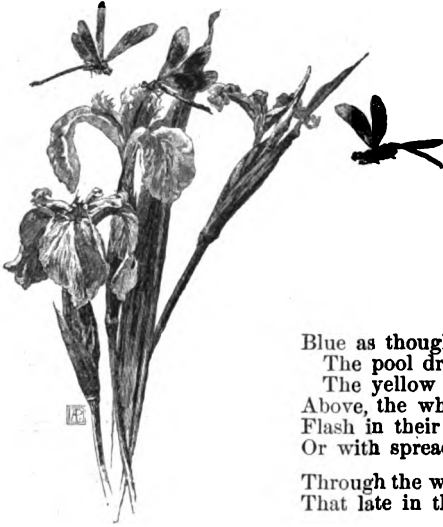 Blue as though
The pool dr
The yellow
Above, the wh
Flash in their
Or with sprea
Through the w
That late in th